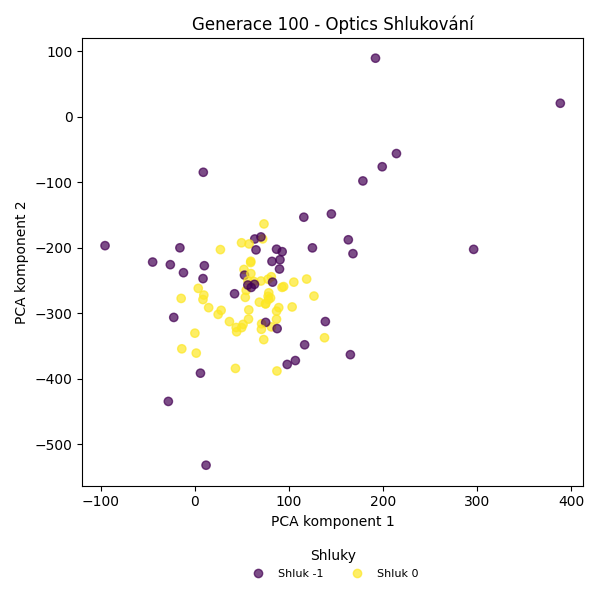 Generace 100 - Optics Shlukování
100
0
−100
−200
−300
−400
−500
PCA komponent 2
−100 0 100 200 300 400
PCA komponent 1
Shluky
Shluk -1 Shluk 0